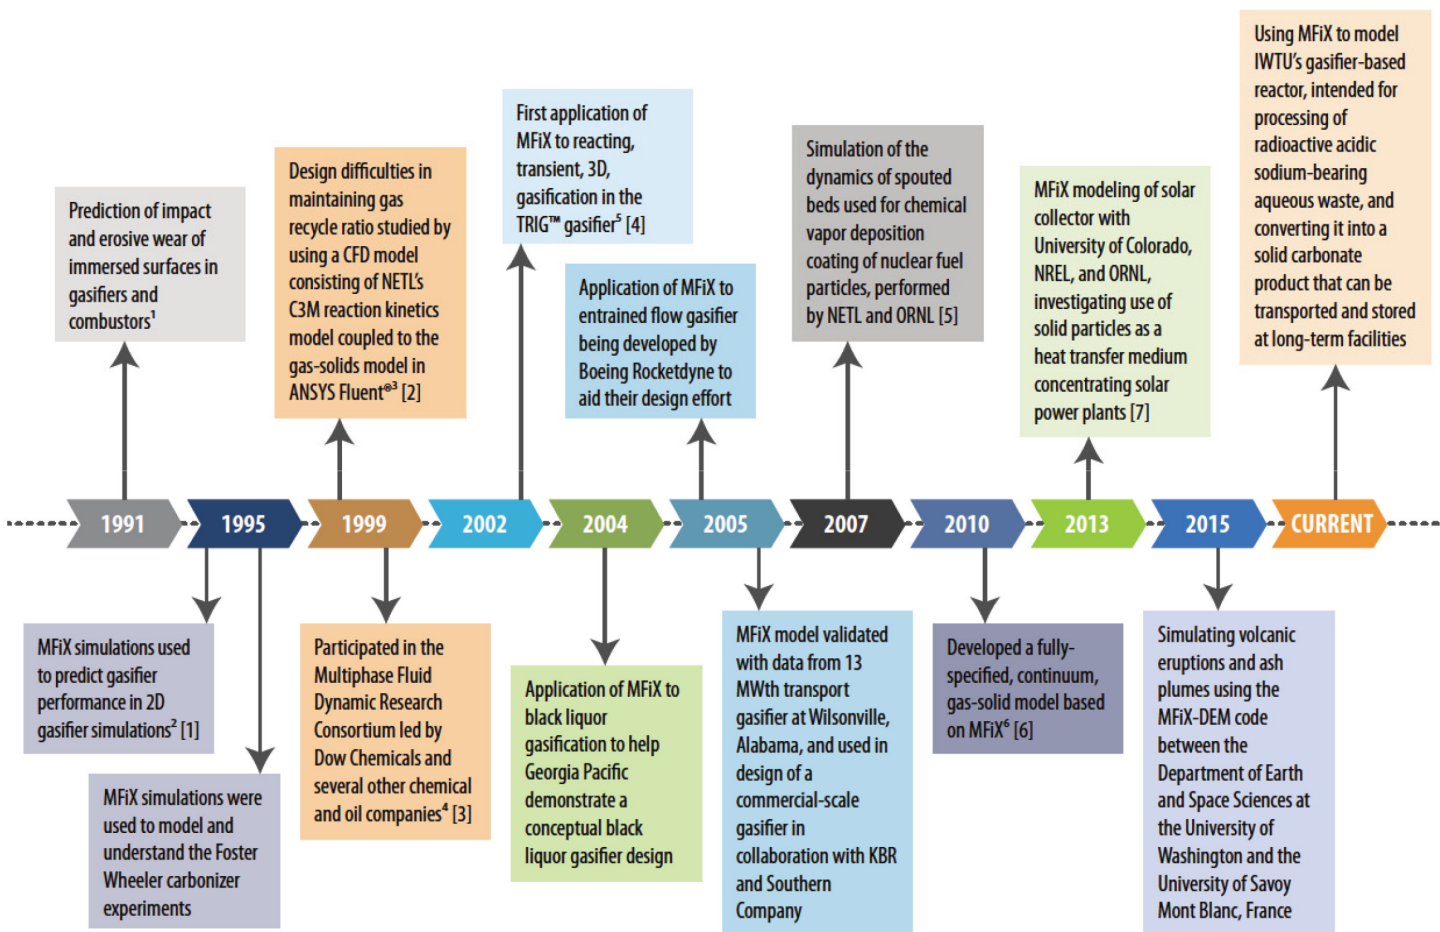 Prediction of impact
and erosive wear of
immersed surfaces in
gasifiers and
combustors¹
Design difficulties in
maintaining gas
recycle ratio studied by
using a CFD model
consisting of NETL’s
C3M reaction kinetics
model coupled to the
gas-solids model in
ANSYS Fluent®³ [2]
First application of
MFiX to reacting,
transient, 3D,
gasification in the
TRIG™ gasifier⁵ [4]
Application of MFiX to
entrained flow gasifier
being developed by
Boeing Rocketdyne to
aid their design effort
Simulation of the
dynamics of spouted
beds used for chemical
vapor deposition
coating of nuclear fuel
particles, performed
by NETL and ORNL [5]
MFiX modeling of solar
collector with
University of Colorado,
NREL, and ORNL,
investigating use of
solid particles as a
heat transfer medium
concentrating solar
power plants [7]
Using MFiX to model
IWTU’s gasifier-based
reactor, intended for
processing of
radioactive acidic
sodium-bearing
aqueous waste, and
converting it into a
solid carbonate
product that can be
transported and stored
at long-term facilities
1991
1995
1999
2002
2004
2005
2007
2010
2013
2015
CURRENT
MFiX simulations used
to predict gasifier
performance in 2D
gasifier simulations² [1]
MFiX simulations were
used to model and
understand the Foster
Wheeler carbonizer
experiments
Participated in the
Multiphase Fluid
Dynamic Research
Consortium led by
Dow Chemicals and
several other chemical
and oil companies⁴ [3]
Application of MFiX to
black liquor
gasification to help
Georgia Pacific
demonstrate a
conceptual black
liquor gasifier design
MFiX model validated
with data from 13
MWth transport
gasifier at Wilsonville,
Alabama, and used in
design of a
commercial-scale
gasifier in
collaboration with KBR
and Southern
Company
Developed a fully-
specified, continuum,
gas-solid model based
on MFiX⁶ [6]
Simulating volcanic
eruptions and ash
plumes using the
MFiX-DEM code
between the
Department of Earth
and Space Sciences at
the University of
Washington and the
University of Savoy
Mont Blanc, France